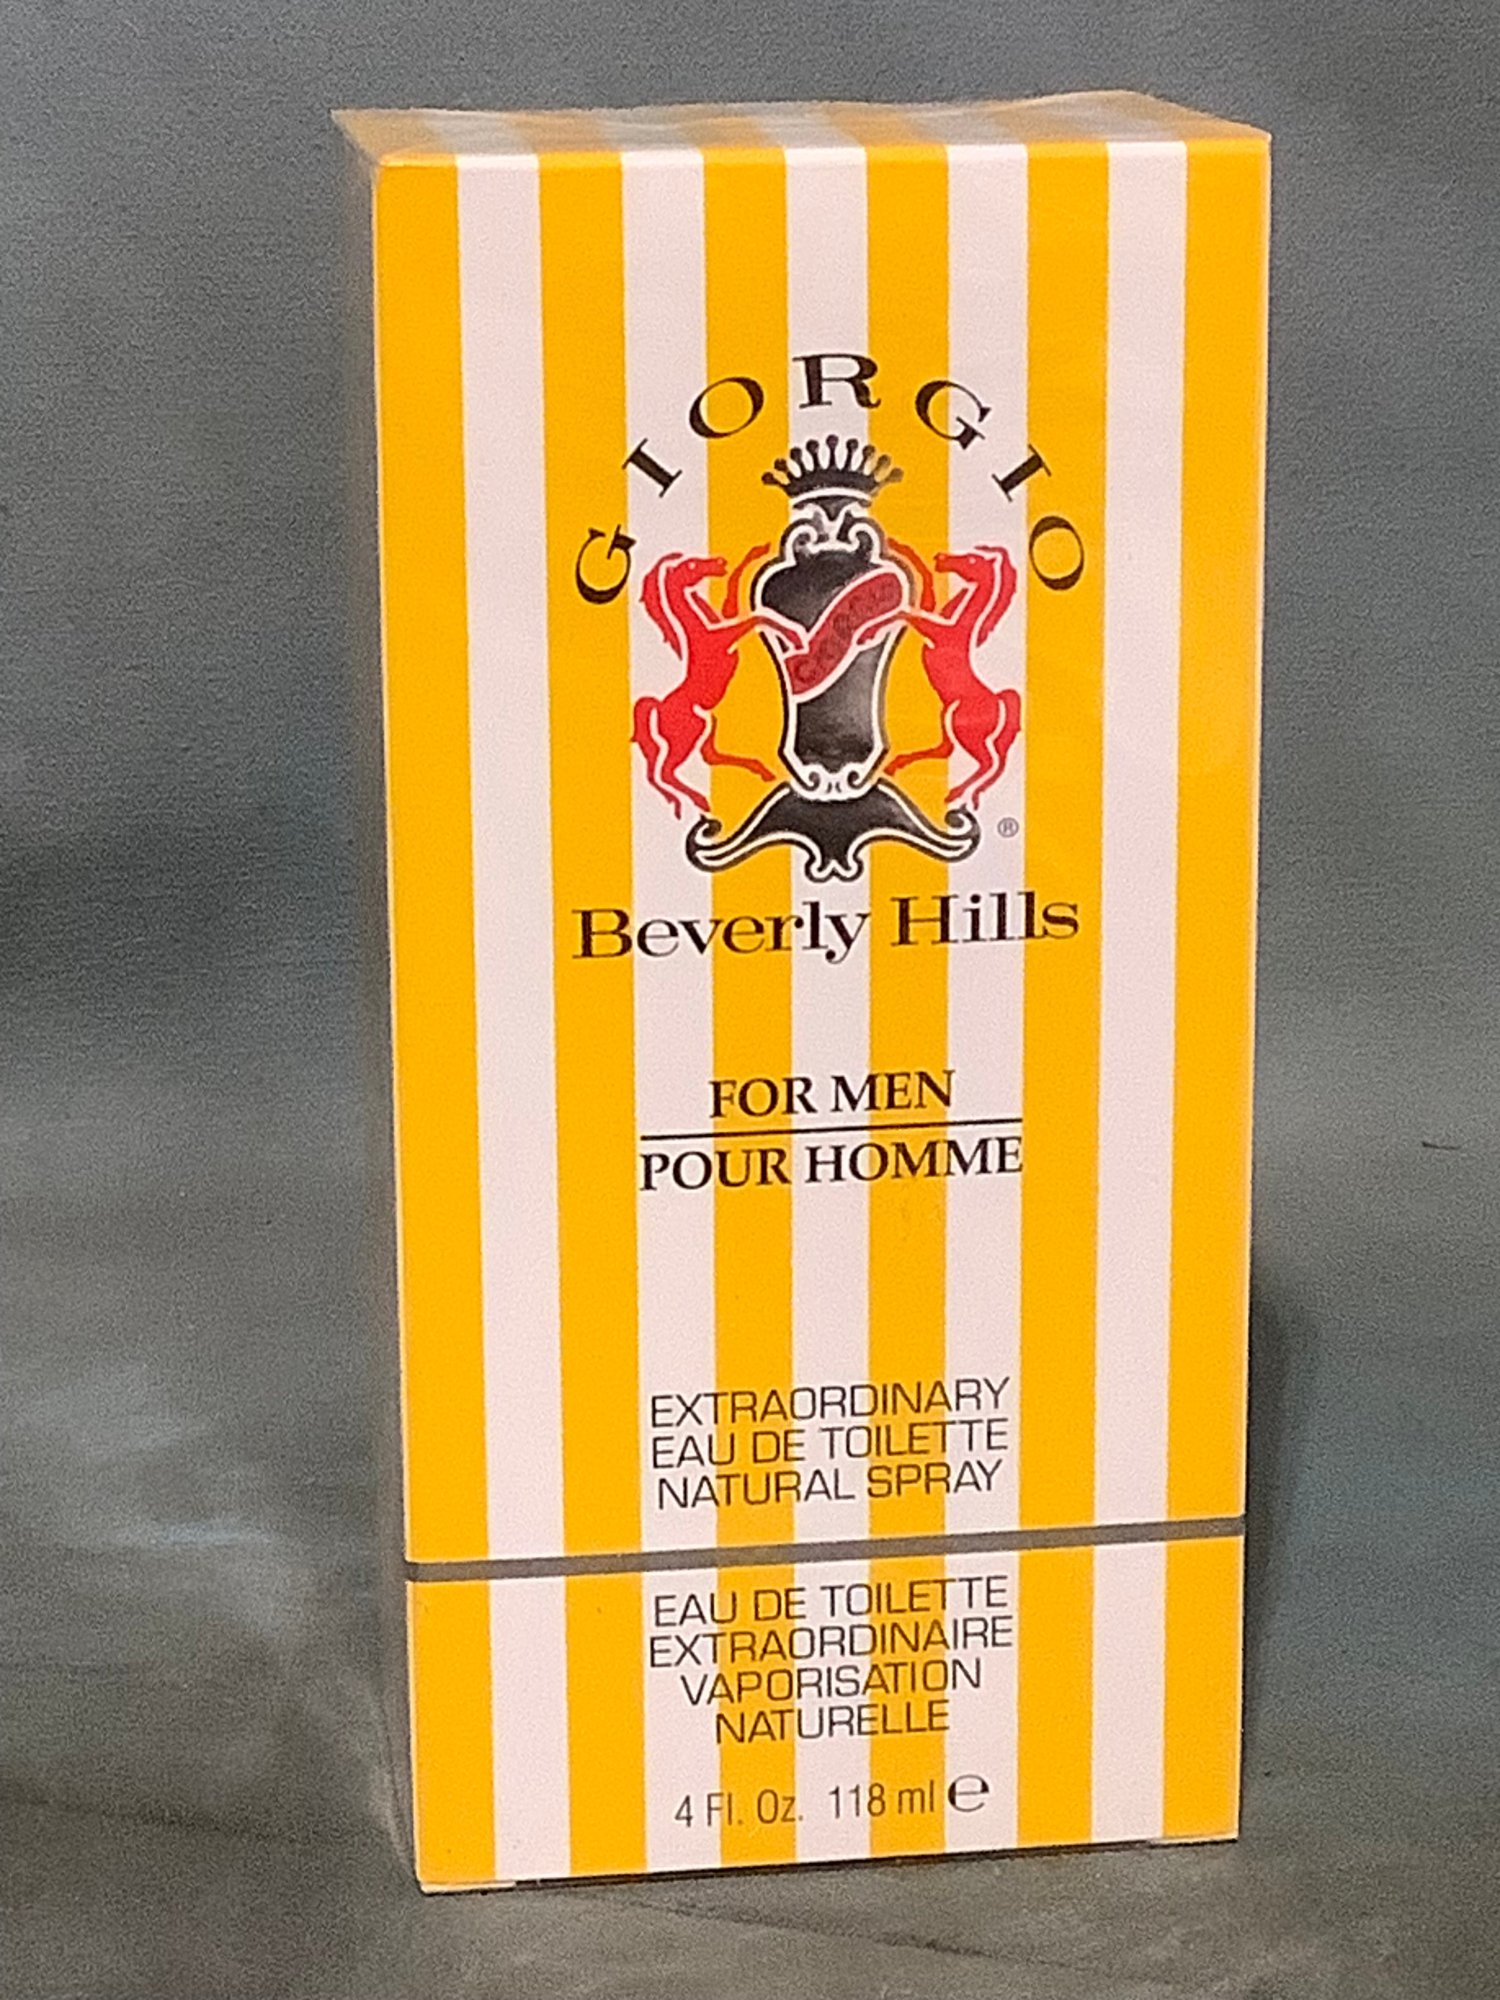 GIORGIO
GIORGIO
®
Beverly Hills
FOR MEN
POUR HOMME
EXTRAORDINARY
EAU DE TOILETTE
NATURAL SPRAY
EAU DE TOILETTE
EXTRAORDINAIRE
VAPORISATION
NATURELLE
4 Fl. Oz. 118 ml ℮